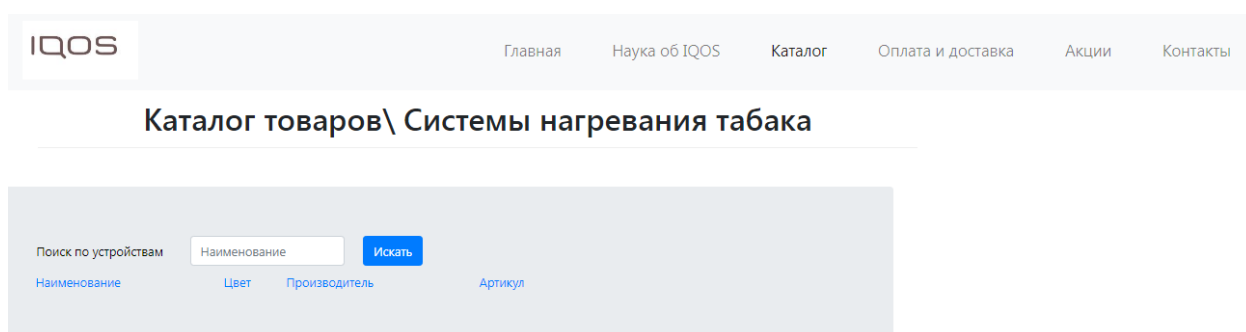 IQOS
Главная Наука об IQOS Каталог Оплата и доставка Акции Контакты
Каталог товаров\ Системы нагревания табака
Поиск по устройствам Наименование Искать
Наименование Цвет Производитель Артикул